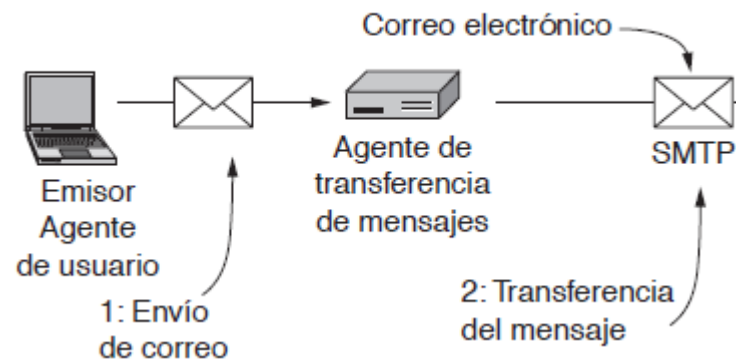 Correo electrónico
Emisor
Agente
de usuario
1: Envío
de correo
Agente de
transferencia
de mensajes
SMTP
2: Transferencia
del mensaje